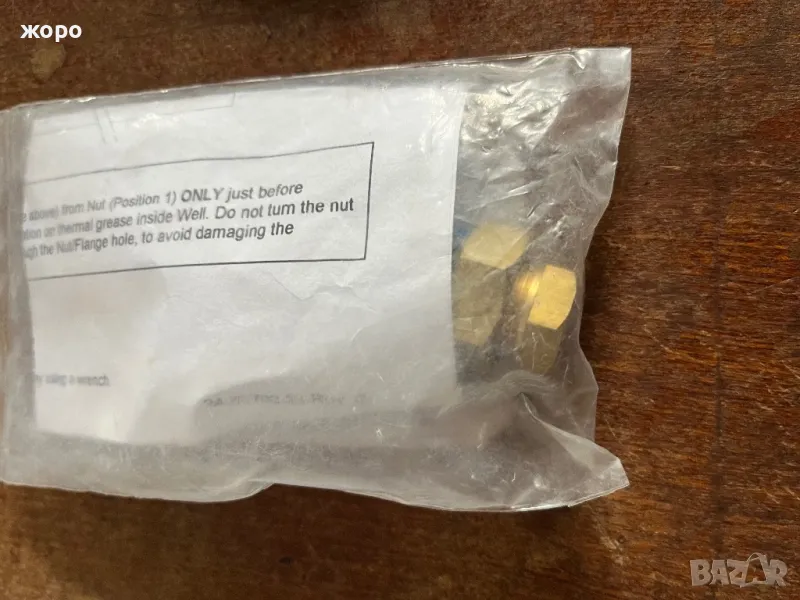 жоро
above) from Nut (Position 1) ONLY just before
on thermal grease inside Well. Do not turn the nut
the Nut/Flange hole, to avoid damaging the
using a wrench
BAZAR